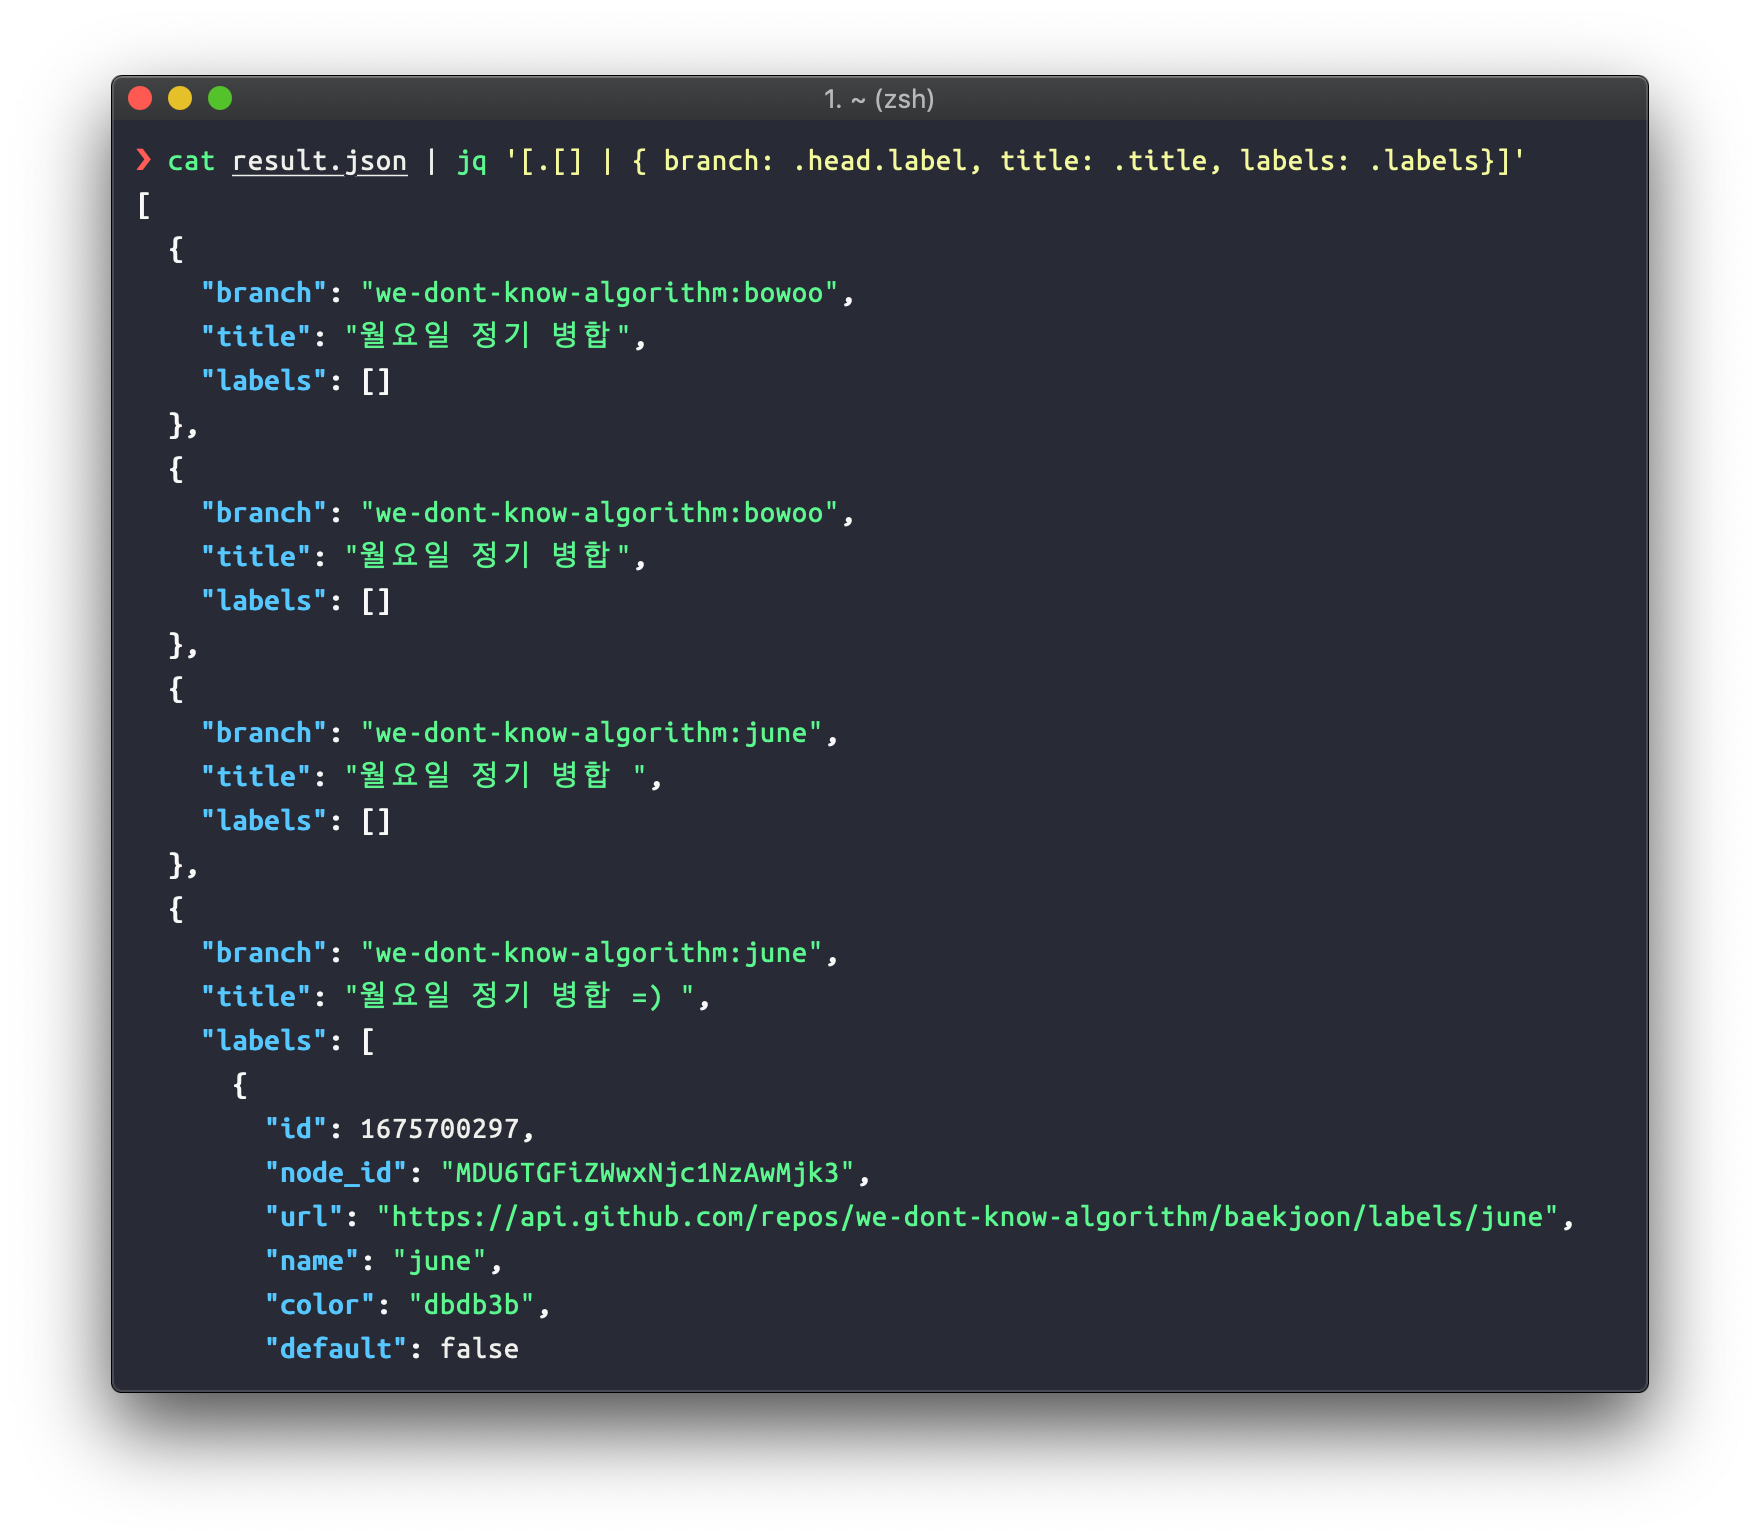 1. ~ (zsh)
❯ cat result.json | jq '[.[] | { branch: .head.label, title: .title, labels: .labels}]'
[
  {
    "branch": "we-dont-know-algorithm:bowoo",
    "title": "월요일 정기 병합",
    "labels": []
  },
  {
    "branch": "we-dont-know-algorithm:bowoo",
    "title": "월요일 정기 병합",
    "labels": []
  },
  {
    "branch": "we-dont-know-algorithm:june",
    "title": "월요일 정기 병합 ",
    "labels": []
  },
  {
    "branch": "we-dont-know-algorithm:june",
    "title": "월요일 정기 병합 =) ",
    "labels": [
      {
        "id": 1675700297,
        "node_id": "MDU6TGFiZWwxNjc1NzAwMjk3",
        "url": "https://api.github.com/repos/we-dont-know-algorithm/baekjoon/labels/june",
        "name": "june",
        "color": "dbdb3b",
        "default": false